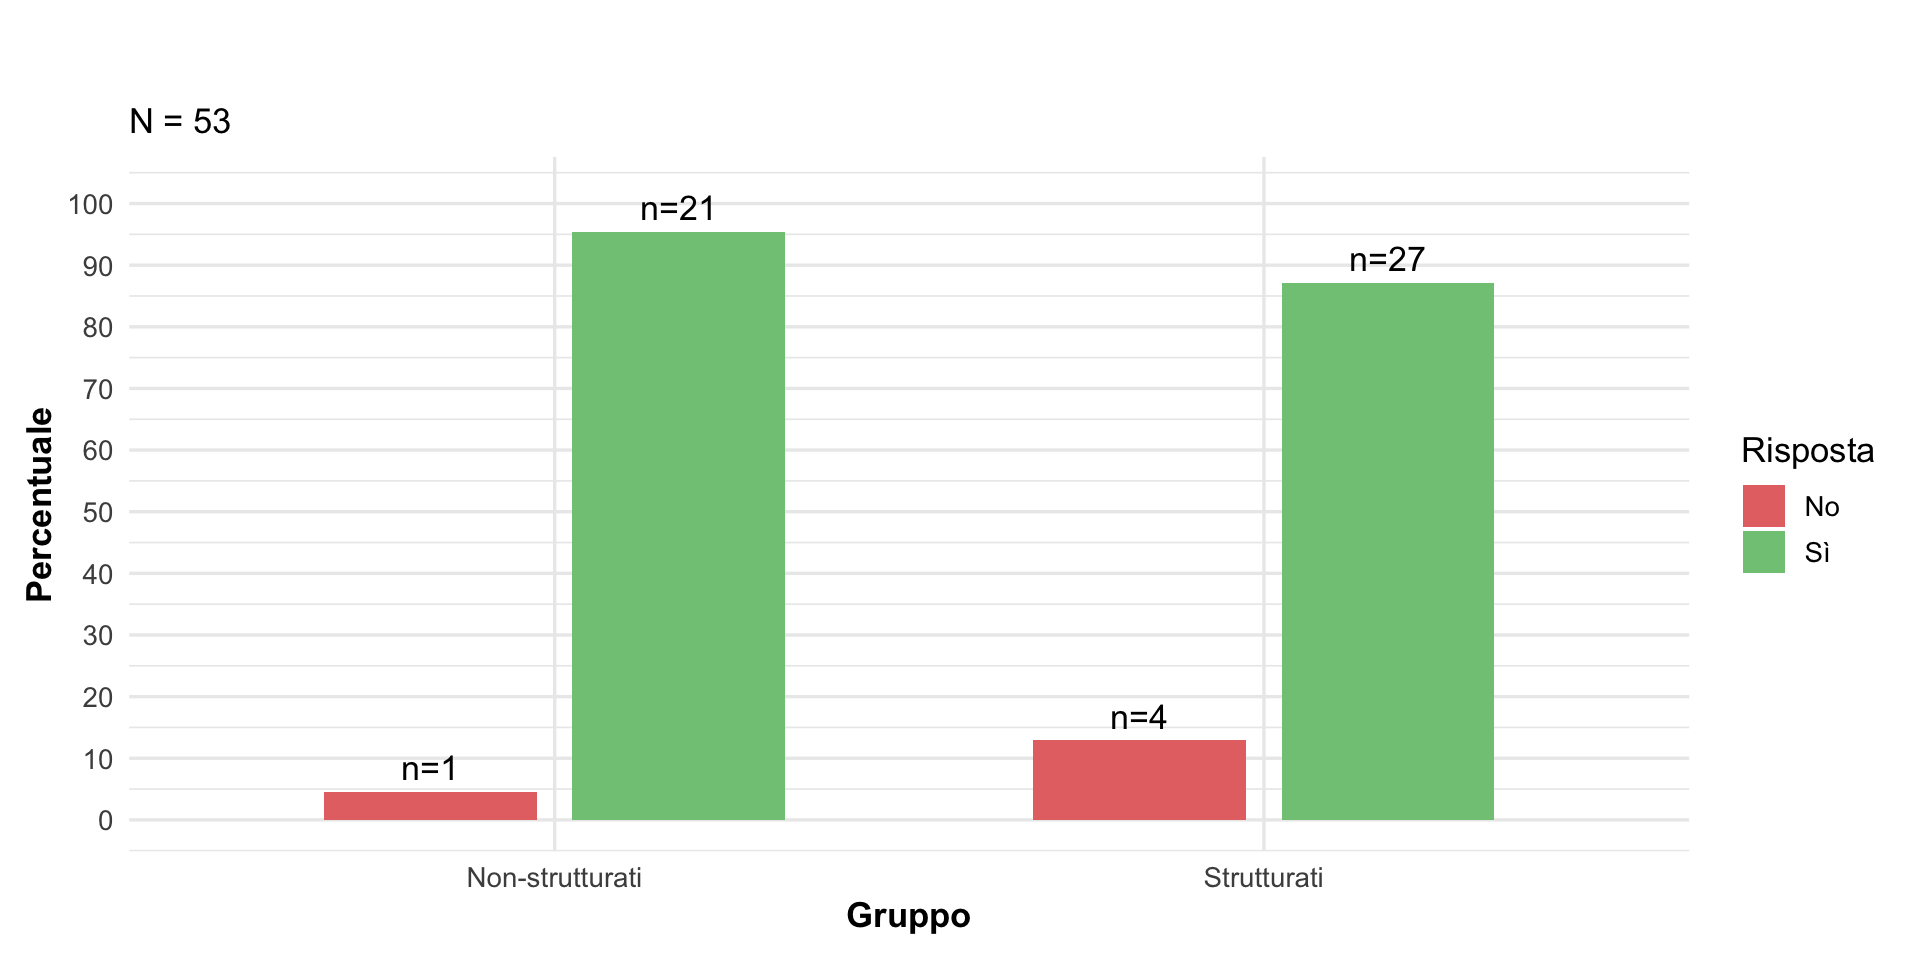 N = 53
Percentuale
100
90
80
70
60
50
40
30
20
10
0
n=1
n=21
n=4
n=27
Non-strutturati
Strutturati
Gruppo
Risposta
No
Sì